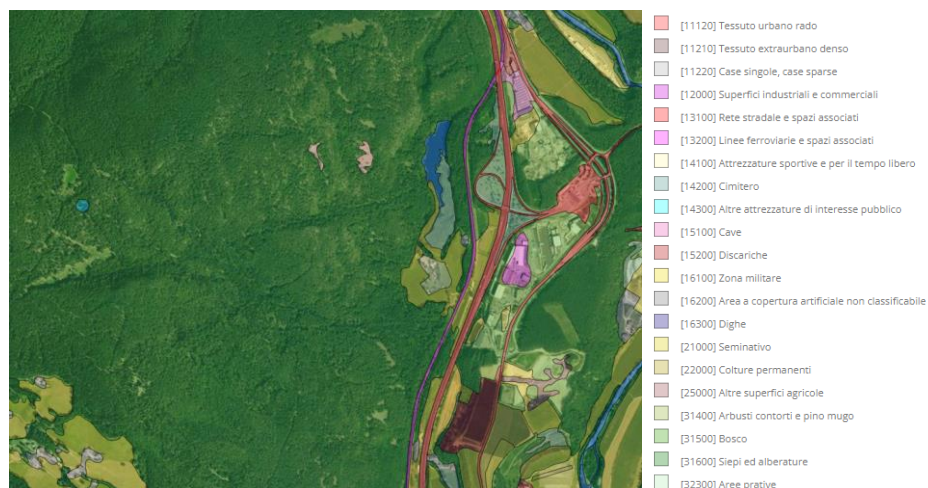 [11120] Tessuto urbano rado
[11210] Tessuto extraurbano denso
[11220] Case singole, case sparse
[12000] Superfici industriali e commerciali
[13100] Rete stradale e spazi associati
[13200] Linee ferroviarie e spazi associati
[14100] Attrezzature sportive e per il tempo libero
[14200] Cimitero
[14300] Altre attrezzature di interesse pubblico
[15100] Cave
[15200] Discariche
[16100] Zona militare
[16200] Area a copertura artificiale non classificabile
[16300] Dighe
[21000] Seminativo
[22000] Colture permanenti
[25000] Altre superfici agricole
[31400] Arbusti contorti e pino mugo
[31500] Bosco
[31600] Siepi ed alberature
[32300] Aree prative